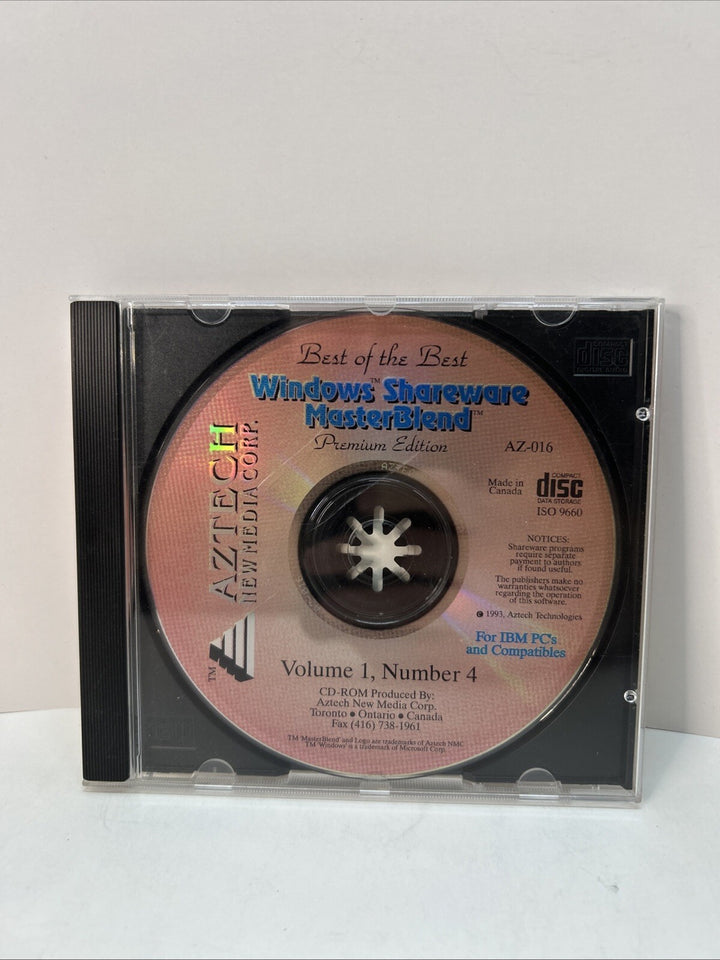 Best of the Best
Windows™ Shareware
MasterBlend™
Premium Edition
AZ-016
AZTECH
NEW MEDIA CORP.
TM
Made in
Canada
COMPACT
disc
DATA STORAGE
ISO 9660
NOTICES:
Shareware programs
require separate
payment to authors
if found useful.
The publishers make no
warranties whatsoever
regarding the operation
of this software.
℗ 1993, Aztech Technologies
For IBM PC's
and Compatibles
Volume 1, Number 4
CD-ROM Produced By:
Aztech New Media Corp.
Toronto • Ontario • Canada
Fax (416) 738-1961
TM 'MasterBlend' and Logo are trademarks of Aztech NMC
TM 'Windows' is a trademark of Microsoft Corp.
COMPACT
disc
DIGITAL AUDIO